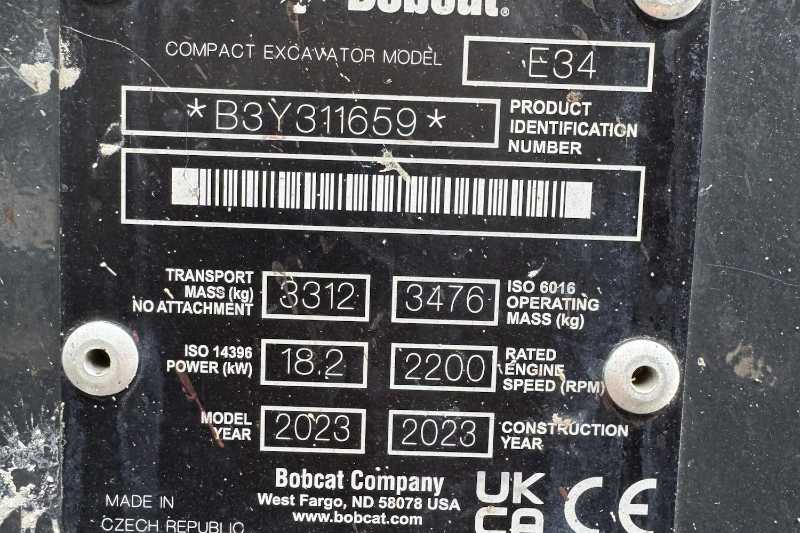 Bobcat®
COMPACT EXCAVATOR MODEL E34
*B3Y311659* PRODUCT
IDENTIFICATION
NUMBER
TRANSPORT
MASS (kg)
NO ATTACHMENT 3312 3476 ISO 6016
OPERATING
MASS (kg)
ISO 14396
POWER (kW) 18.2 2200 RATED
ENGINE
SPEED (RPM)
MODEL
YEAR 2023 2023 CONSTRUCTION
YEAR
Bobcat Company
West Fargo, ND 58078 USA
www.bobcat.com
MADE IN
CZECH REPUBLIC
UK
CA
CE